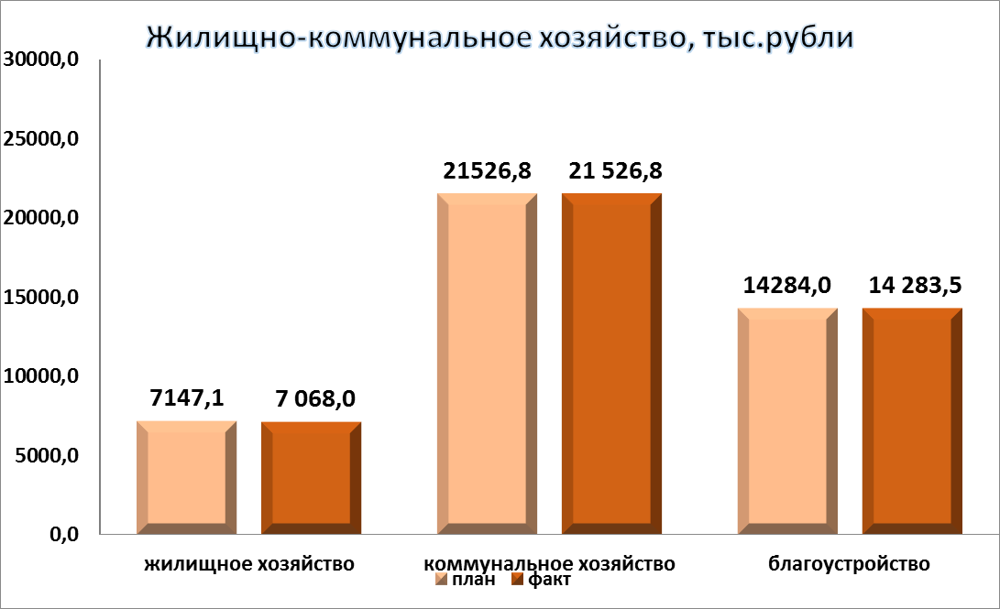 Жилищно-коммунальное хозяйство, тыс.рубли
30000,0
25000,0
20000,0
15000,0
10000,0
5000,0
0,0
21526,8 21 526,8
14284,0 14 283,5
7147,1 7 068,0
жилищное хозяйство коммунальное хозяйство благоустройство
план факт